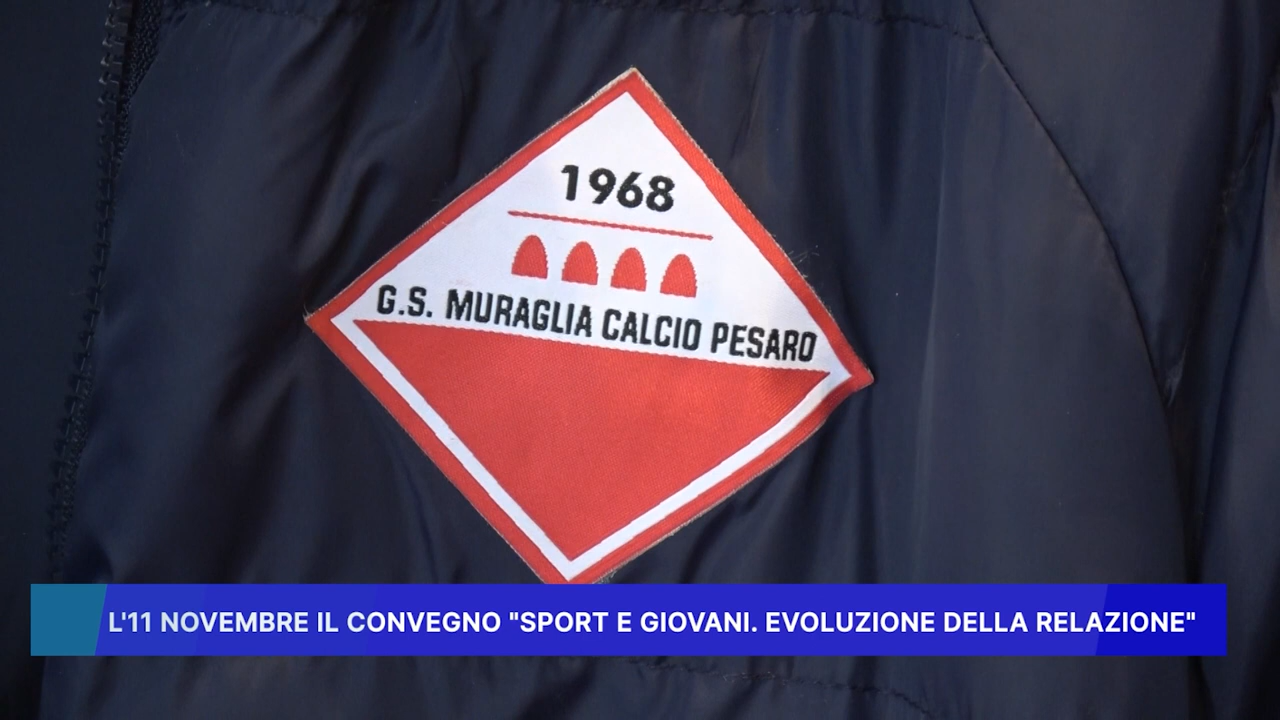 1968
G.S. MURAGLIA CALCIO PESARO
L'11 NOVEMBRE IL CONVEGNO "SPORT E GIOVANI. EVOLUZIONE DELLA RELAZIONE"